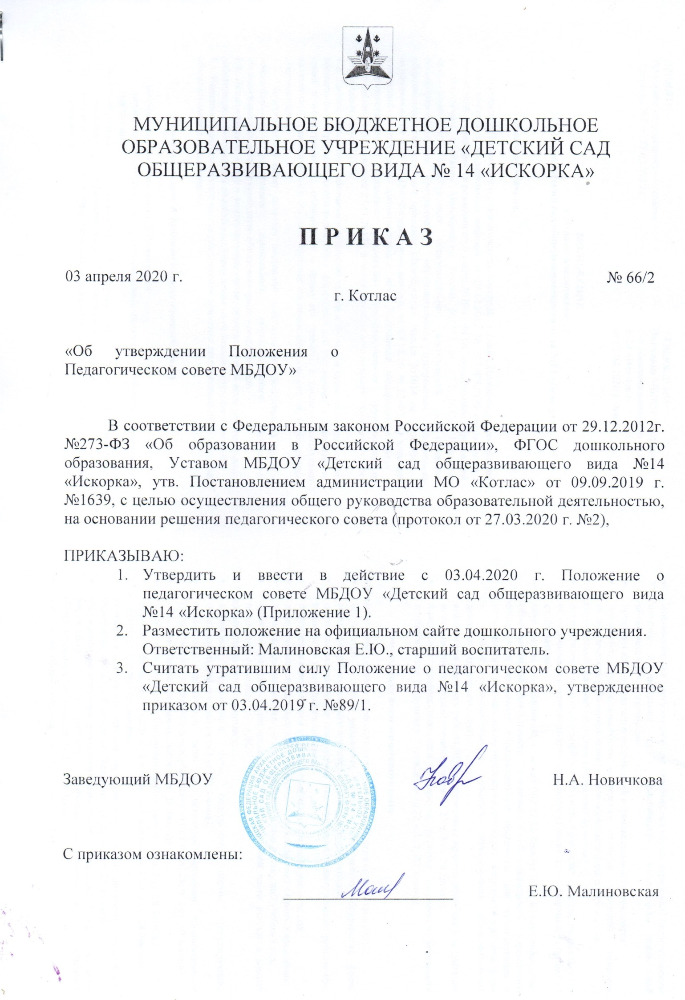 МУНИЦИПАЛЬНОЕ БЮДЖЕТНОЕ ДОШКОЛЬНОЕ
ОБРАЗОВАТЕЛЬНОЕ УЧРЕЖДЕНИЕ «ДЕТСКИЙ САД
ОБЩЕРАЗВИВАЮЩЕГО ВИДА № 14 «ИСКОРКА»
П Р И К А З
03 апреля 2020 г. № 66/2
г. Котлас
«Об утверждении Положения о
Педагогическом совете МБДОУ»
В соответствии с Федеральным законом Российской Федерации от 29.12.2012г.
№273-ФЗ «Об образовании в Российской Федерации», ФГОС дошкольного
образования, Уставом МБДОУ «Детский сад общеразвивающего вида №14
«Искорка», утв. Постановлением администрации МО «Котлас» от 09.09.2019 г.
№1639, с целью осуществления общего руководства образовательной деятельностью,
на основании решения педагогического совета (протокол от 27.03.2020 г. №2),
ПРИКАЗЫВАЮ:
1. Утвердить и ввести в действие с 03.04.2020 г. Положение о
педагогическом совете МБДОУ «Детский сад общеразвивающего вида
№14 «Искорка» (Приложение 1).
2. Разместить положение на официальном сайте дошкольного учреждения.
Ответственный: Малиновская Е.Ю., старший воспитатель.
3. Считать утратившим силу Положение о педагогическом совете МБДОУ
«Детский сад общеразвивающего вида №14 «Искорка», утвержденное
приказом от 03.04.2019 г. №89/1.
Заведующий МБДОУ Н.А. Новичкова
С приказом ознакомлены:
Е.Ю. Малиновская